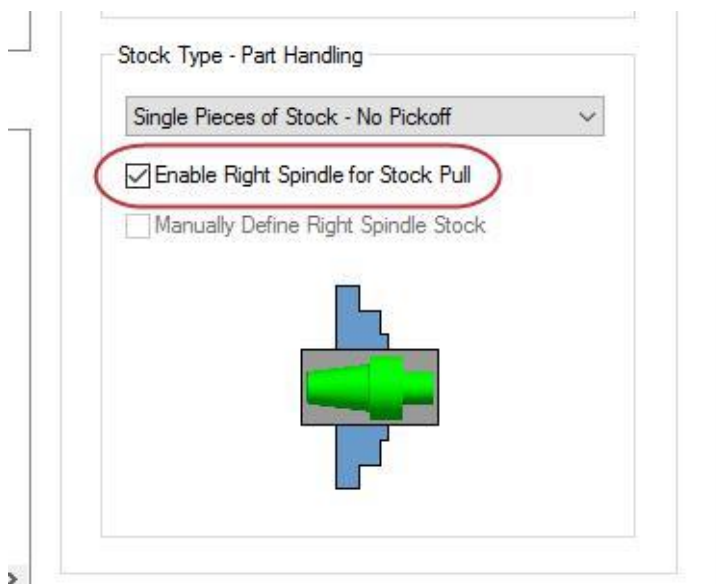 Stock Type - Part Handling
Single Pieces of Stock - No Pickoff
Enable Right Spindle for Stock Pull
Manually Define Right Spindle Stock